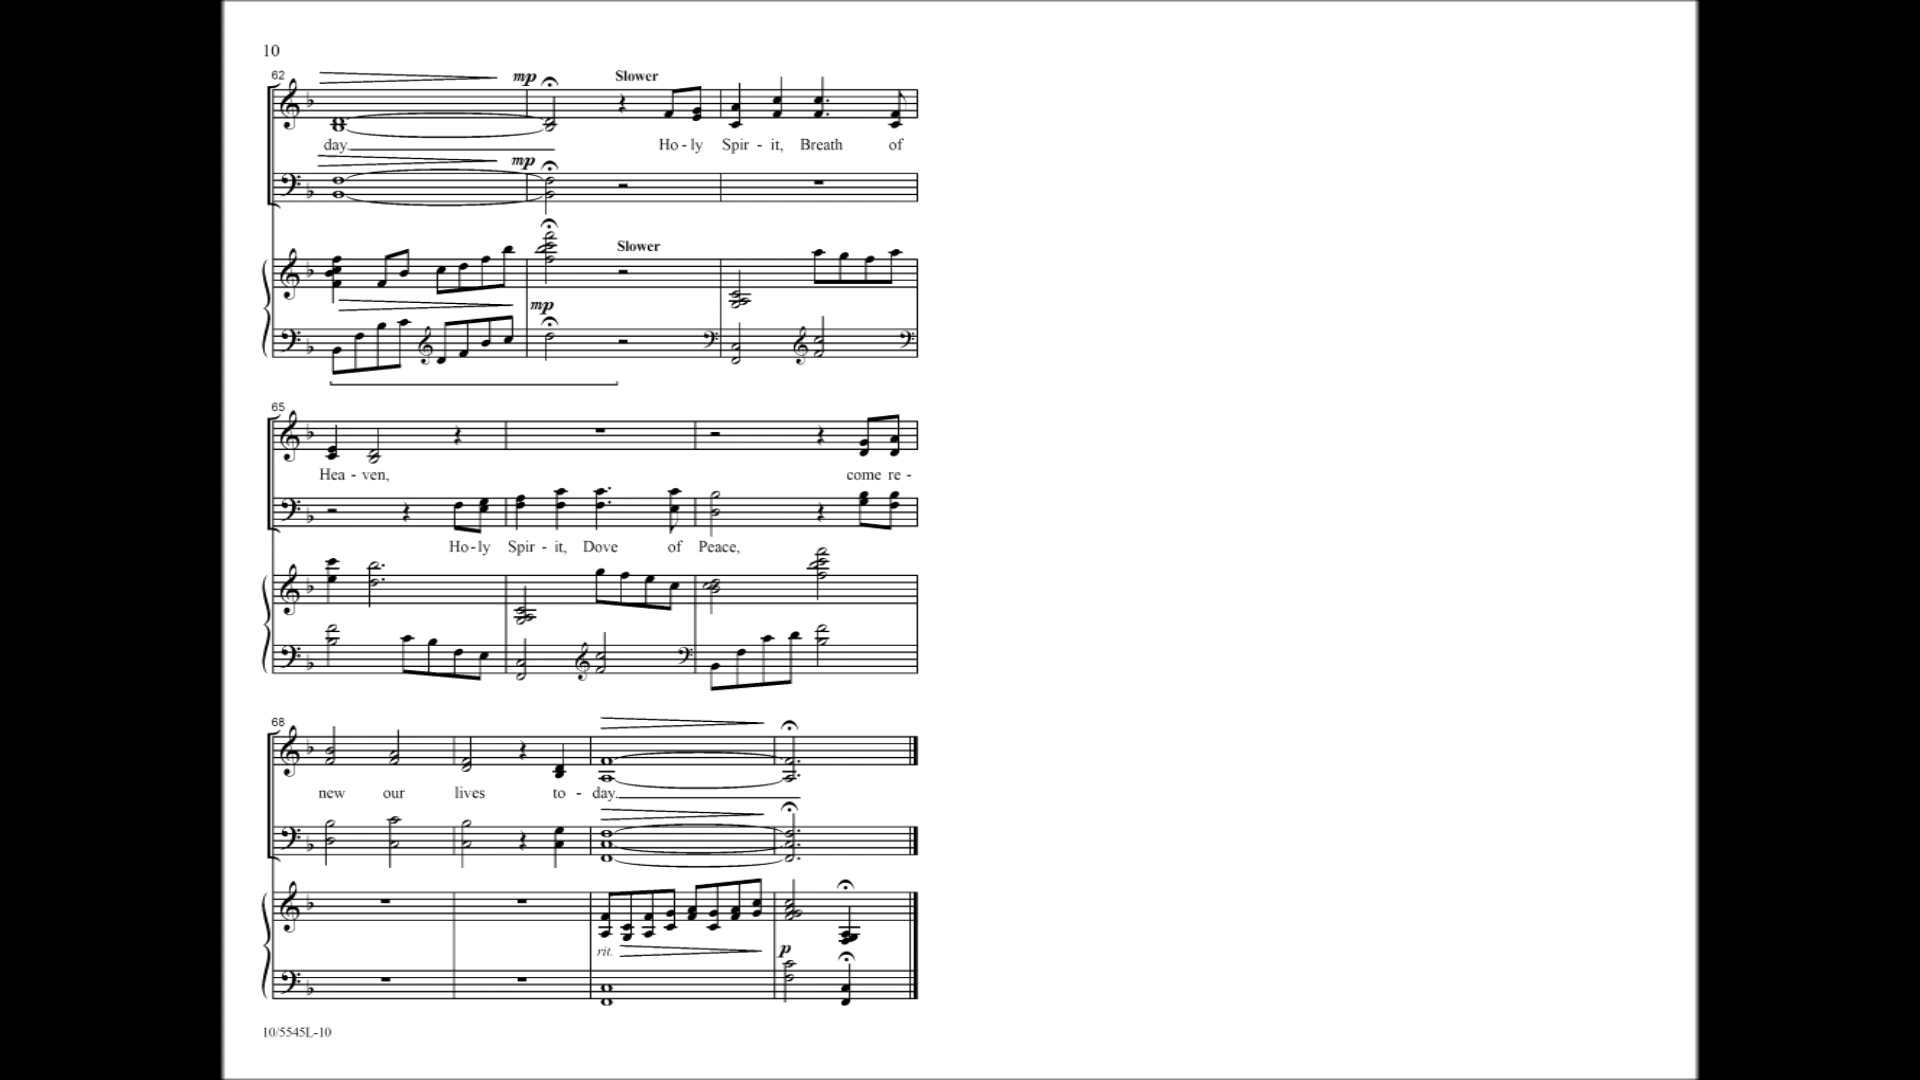 10
62
mp Slower
day. Ho - ly Spir - it, Breath of
mp
Slower
mp
65
Hea - ven, come re -
Ho - ly Spir - it, Dove of Peace,
68
new our lives to - day.
rit. p
10/5545L-10